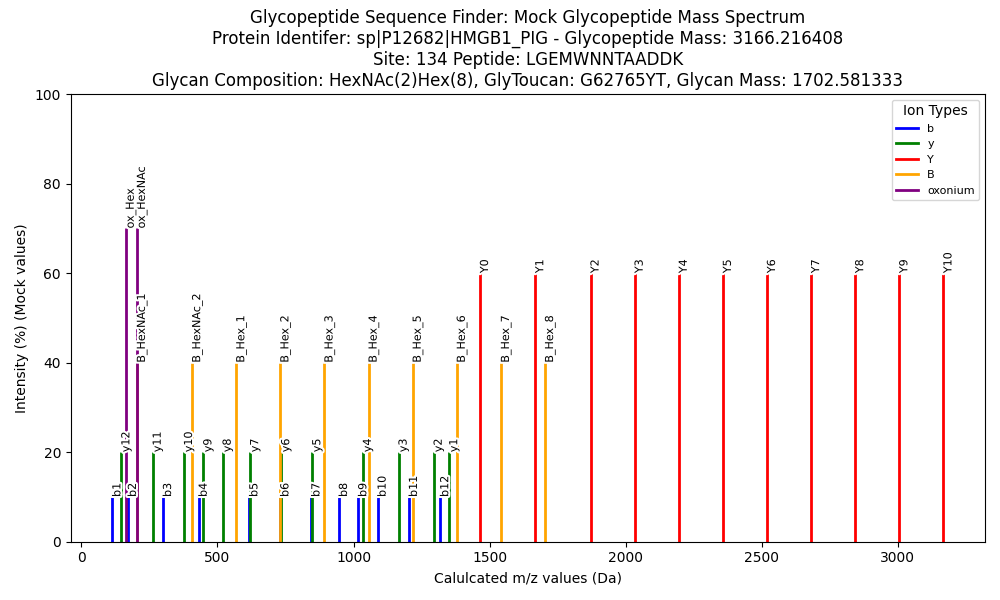 Glycopeptide Sequence Finder: Mock Glycopeptide Mass Spectrum
Protein Identifer: sp|P12682|HMGB1_PIG - Glycopeptide Mass: 3166.216408
Site: 134 Peptide: LGEMWNNTAADDK
Glycan Composition: HexNAc(2)Hex(8), GlyToucan: G62765YT, Glycan Mass: 1702.581333
Intensity (%) (Mock values)
100
80
60
40
20
0
Ion Types
b
y
Y
B
oxonium
ox_Hex
ox_HexNAc
Y0
Y1
Y2
Y3
Y4
Y5
Y6
Y7
Y8
Y9
Y10
B_HexNAc_1
B_HexNAc_2
B_Hex_1
B_Hex_2
B_Hex_3
B_Hex_4
B_Hex_5
B_Hex_6
B_Hex_7
B_Hex_8
y12
y11
y10
y9
y8
y7
y6
y5
y4
y3
y2
y1
b1
b2
b3
b4
b5
b6
b7
b8
b9
b10
b11
b12
0
500
1000
1500
2000
2500
3000
Calulcated m/z values (Da)